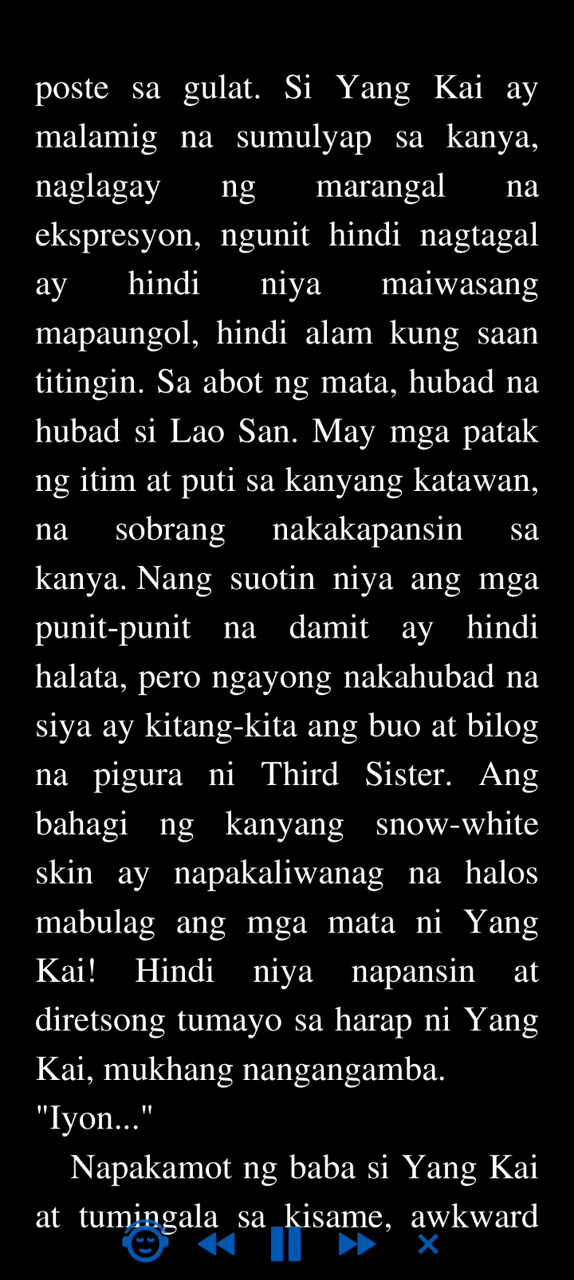 poste sa gulat. Si Yang Kai ay
malamig na sumulyap sa kanya,
naglagay ng marangal na
ekspresyon, ngunit hindi nagtagal
ay hindi niya maiwasang
mapaungol, hindi alam kung saan
titingin. Sa abot ng mata, hubad na
hubad si Lao San. May mga patak
ng itim at puti sa kanyang katawan,
na sobrang nakakapansin sa
kanya. Nang suotin niya ang mga
punit-punit na damit ay hindi
halata, pero ngayong nakahubad na
siya ay kitang-kita ang buo at bilog
na pigura ni Third Sister. Ang
bahagi ng kanyang snow-white
skin ay napakaliwanag na halos
mabulag ang mga mata ni Yang
Kai! Hindi niya napansin at
diretsong tumayo sa harap ni Yang
Kai, mukhang nangangamba.
"Iyon..."
Napakamot ng baba si Yang Kai
at tumingala sa kisame, awkward